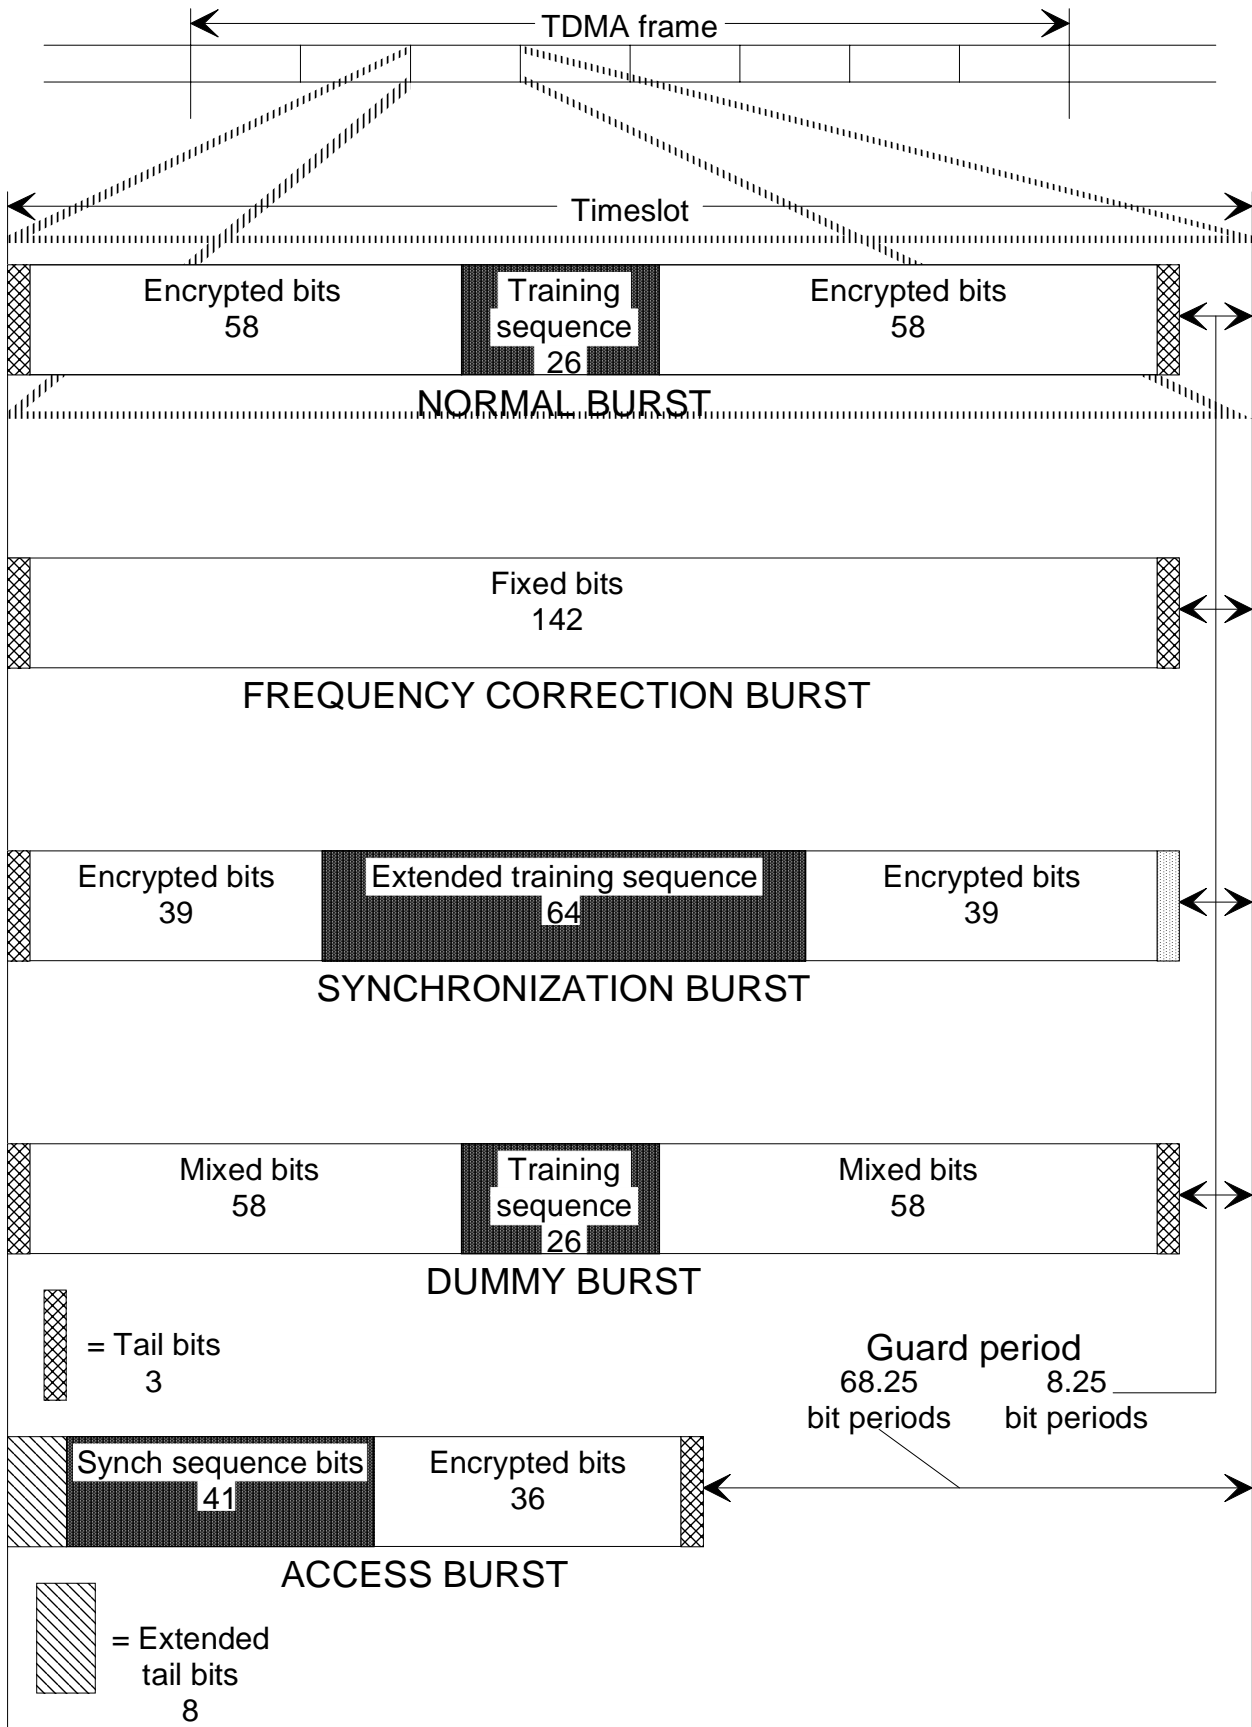 TDMA frame
Timeslot
Encrypted bits
58
Training
sequence
26
Encrypted bits
58
NORMAL BURST
Fixed bits
142
FREQUENCY CORRECTION BURST
Encrypted bits
39
Extended training sequence
64
Encrypted bits
39
SYNCHRONIZATION BURST
Mixed bits
58
Training
sequence
26
Mixed bits
58
DUMMY BURST
= Tail bits
3
Guard period
68.25
bit periods
8.25
bit periods
Synch sequence bits
41
Encrypted bits
36
ACCESS BURST
= Extended
tail bits
8